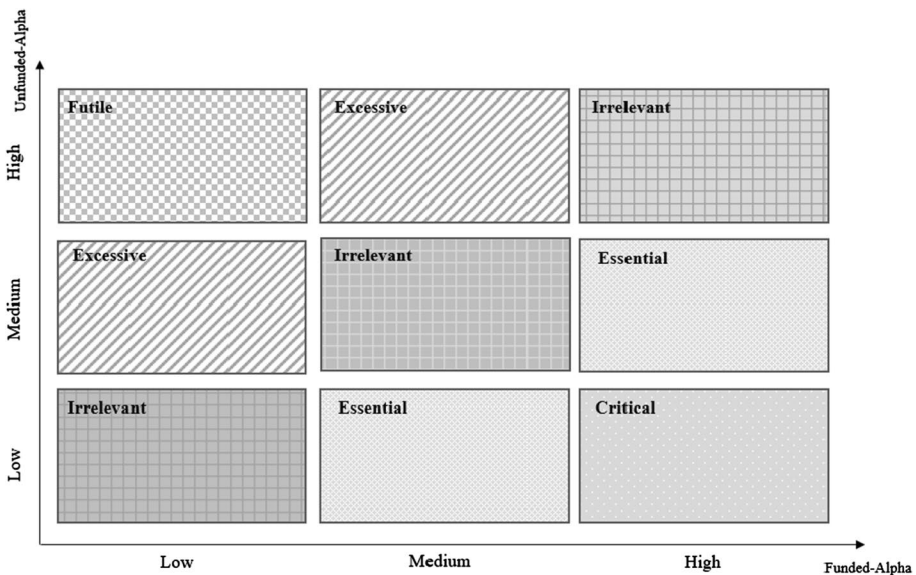 Unfunded-Alpha
High
Futile
Excessive
Irrelevant
Medium
Excessive
Irrelevant
Essential
Low
Irrelevant
Essential
Critical
Low
Medium
High
Funded-Alpha